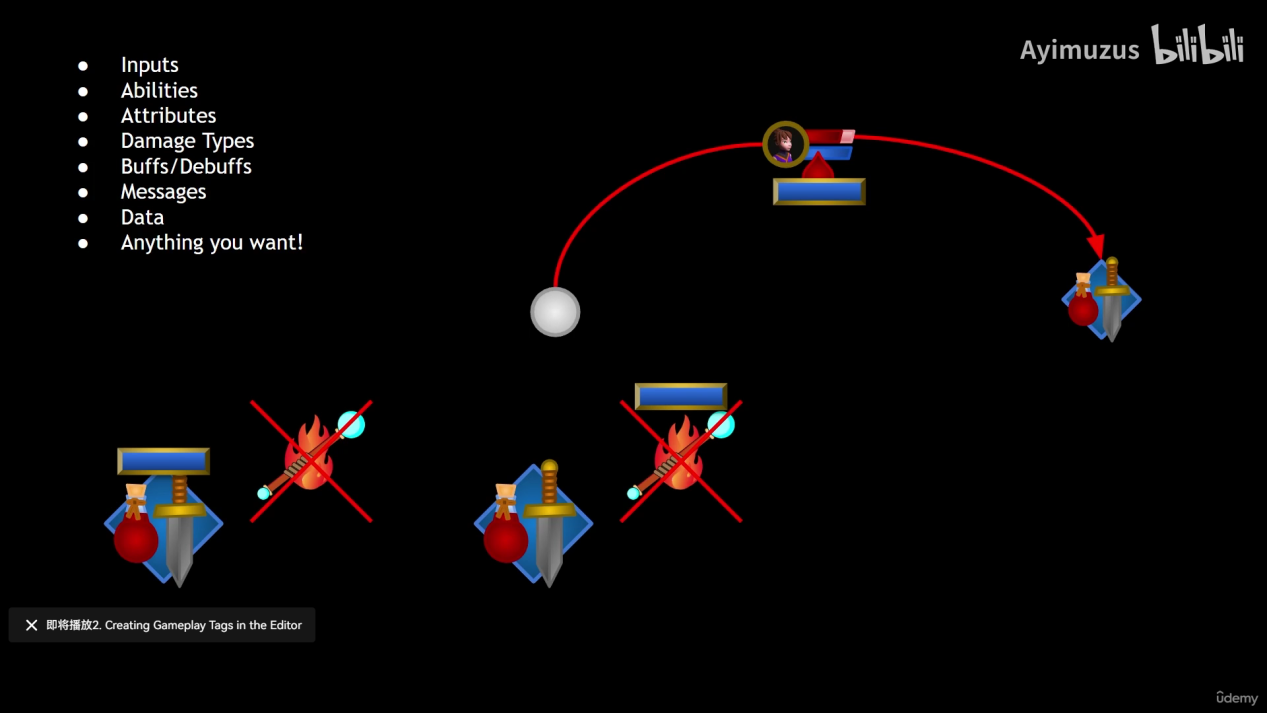 Ayimuzus bilibili
● Inputs
● Abilities
● Attributes
● Damage Types
● Buffs/Debuffs
● Messages
● Data
● Anything you want!
即将播放2. Creating Gameplay Tags in the Editor
ûdemy